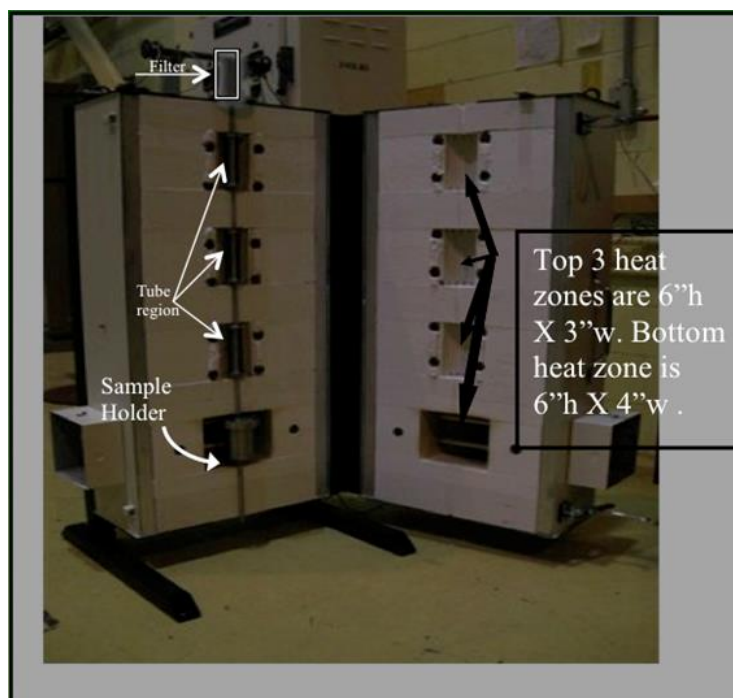 Filter
Tube
region
Sample
Holder
Top 3 heat
zones are 6”h
X 3”w. Bottom
heat zone is
6”h X 4”w .